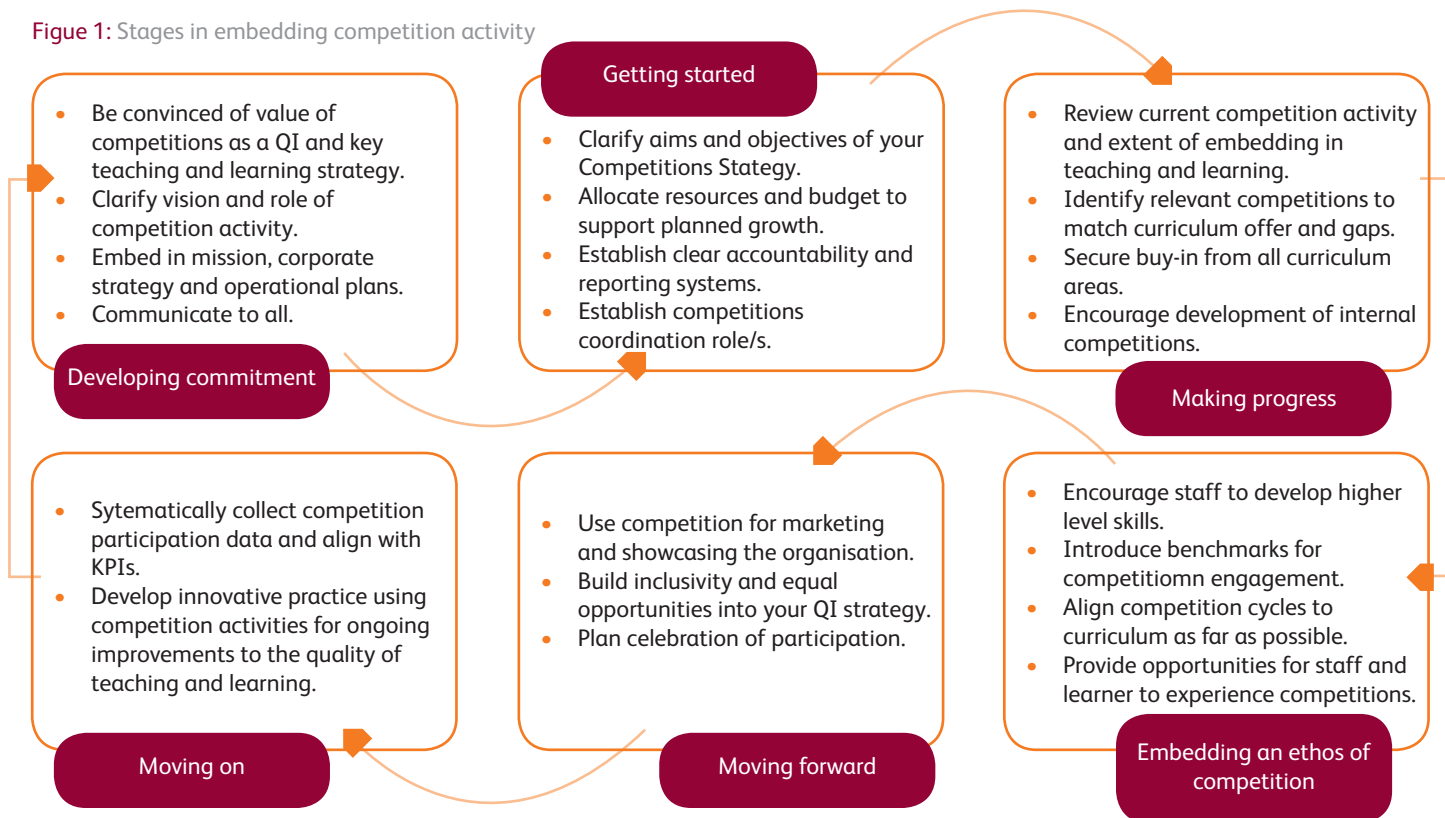 Figue 1: Stages in embedding competition activity
• Be convinced of value of
competitions as a QI and key
teaching and learning strategy.
• Clarify vision and role of
competition activity.
• Embed in mission, corporate
strategy and operational plans.
• Communicate to all.
Developing commitment
Getting started
• Clarify aims and objectives of your
Competitions Stategy.
• Allocate resources and budget to
support planned growth.
• Establish clear accountability and
reporting systems.
• Establish competitions
coordination role/s.
• Review current competition activity
and extent of embedding in
teaching and learning.
• Identify relevant competitions to
match curriculum offer and gaps.
• Secure buy-in from all curriculum
areas.
• Encourage development of internal
competitions.
Making progress
• Encourage staff to develop higher
level skills.
• Introduce benchmarks for
competitiomn engagement.
• Align competition cycles to
curriculum as far as possible.
• Provide opportunities for staff and
learner to experience competitions.
Embedding an ethos of
competition
• Use competition for marketing
and showcasing the organisation.
• Build inclusivity and equal
opportunities into your QI strategy.
• Plan celebration of participation.
Moving forward
• Sytematically collect competition
participation data and align with
KPIs.
• Develop innovative practice using
competition activities for ongoing
improvements to the quality of
teaching and learning.
Moving on